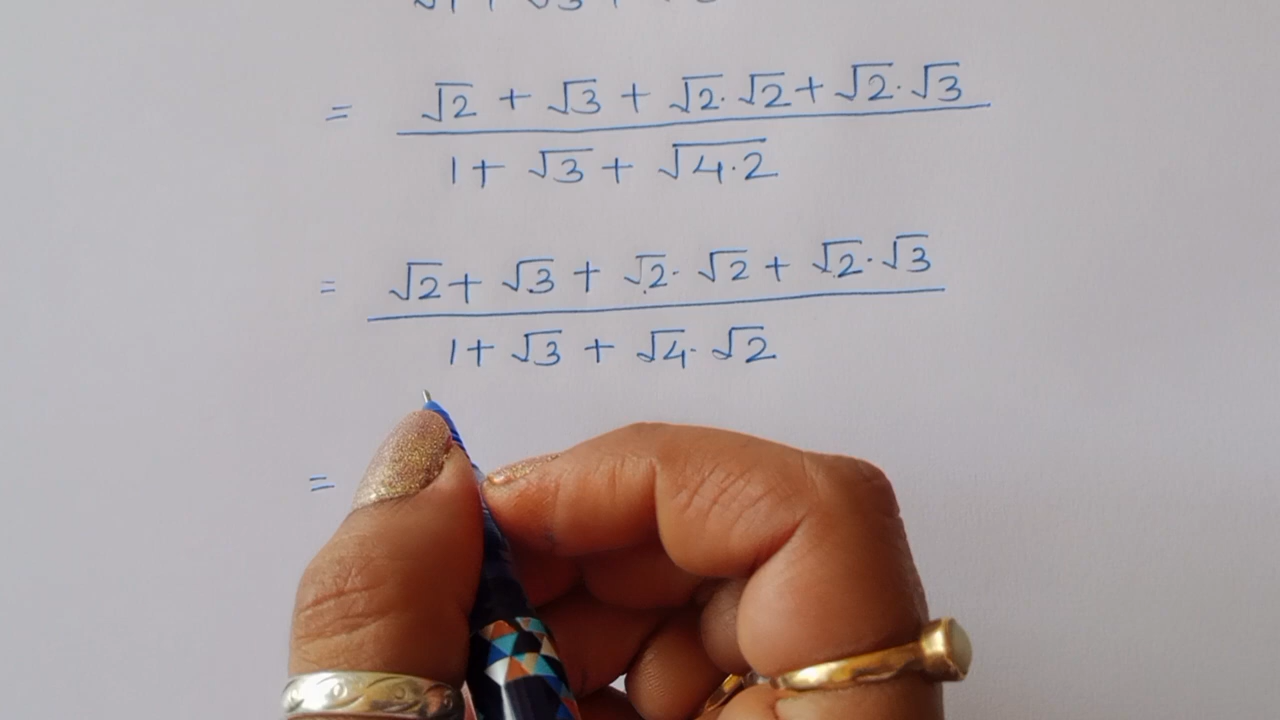 = √2 + √3 + √2·√2 + √2·√3
1 + √3 + √4·2
= √2 + √3 + √2·√2 + √2·√3
1 + √3 + √4·√2
=